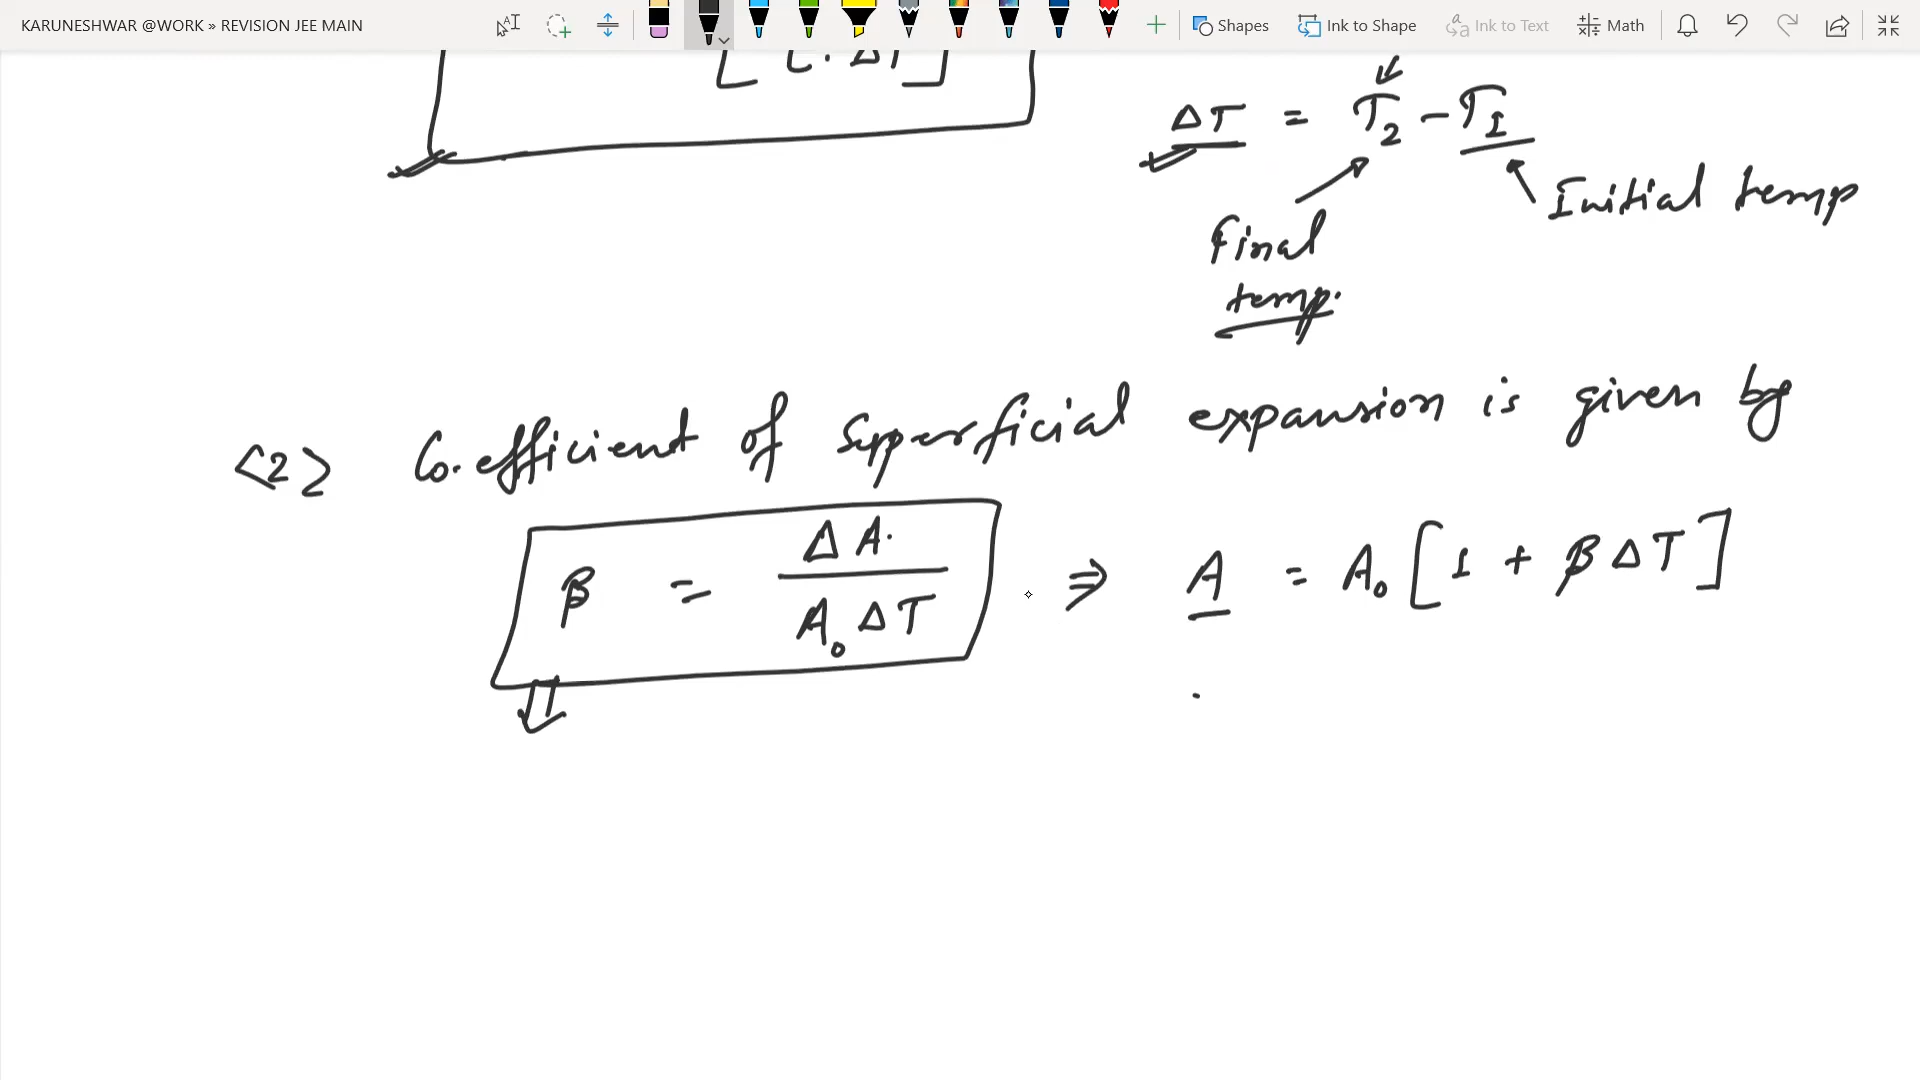 KARUNESHWAR @WORK » REVISION JEE MAIN
Shapes Ink to Shape Ink to Text Math
ΔT = T₂ - T₁
Initial temp
final
temp.
<2> Co-efficient of Supperficial expansion is given by
β = ΔA / A₀ ΔT ⇒ A = A₀ [1 + β ΔT]